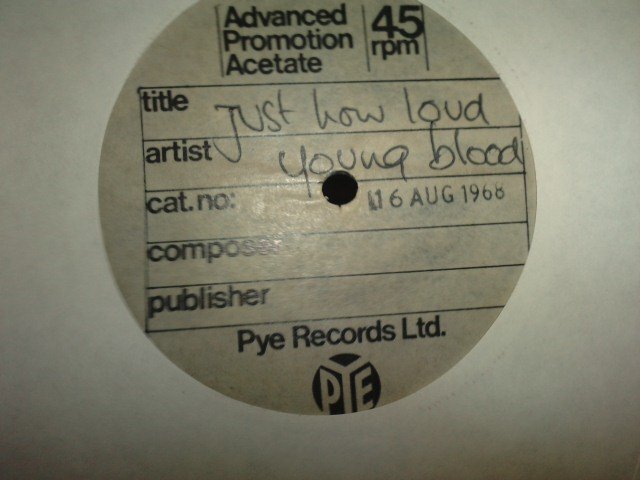 Advanced 45
Promotion rpm
Acetate
title Just how loud
artist young blood
cat.no: 16 AUG 1968
composer
publisher
Pye Records Ltd.
PYE